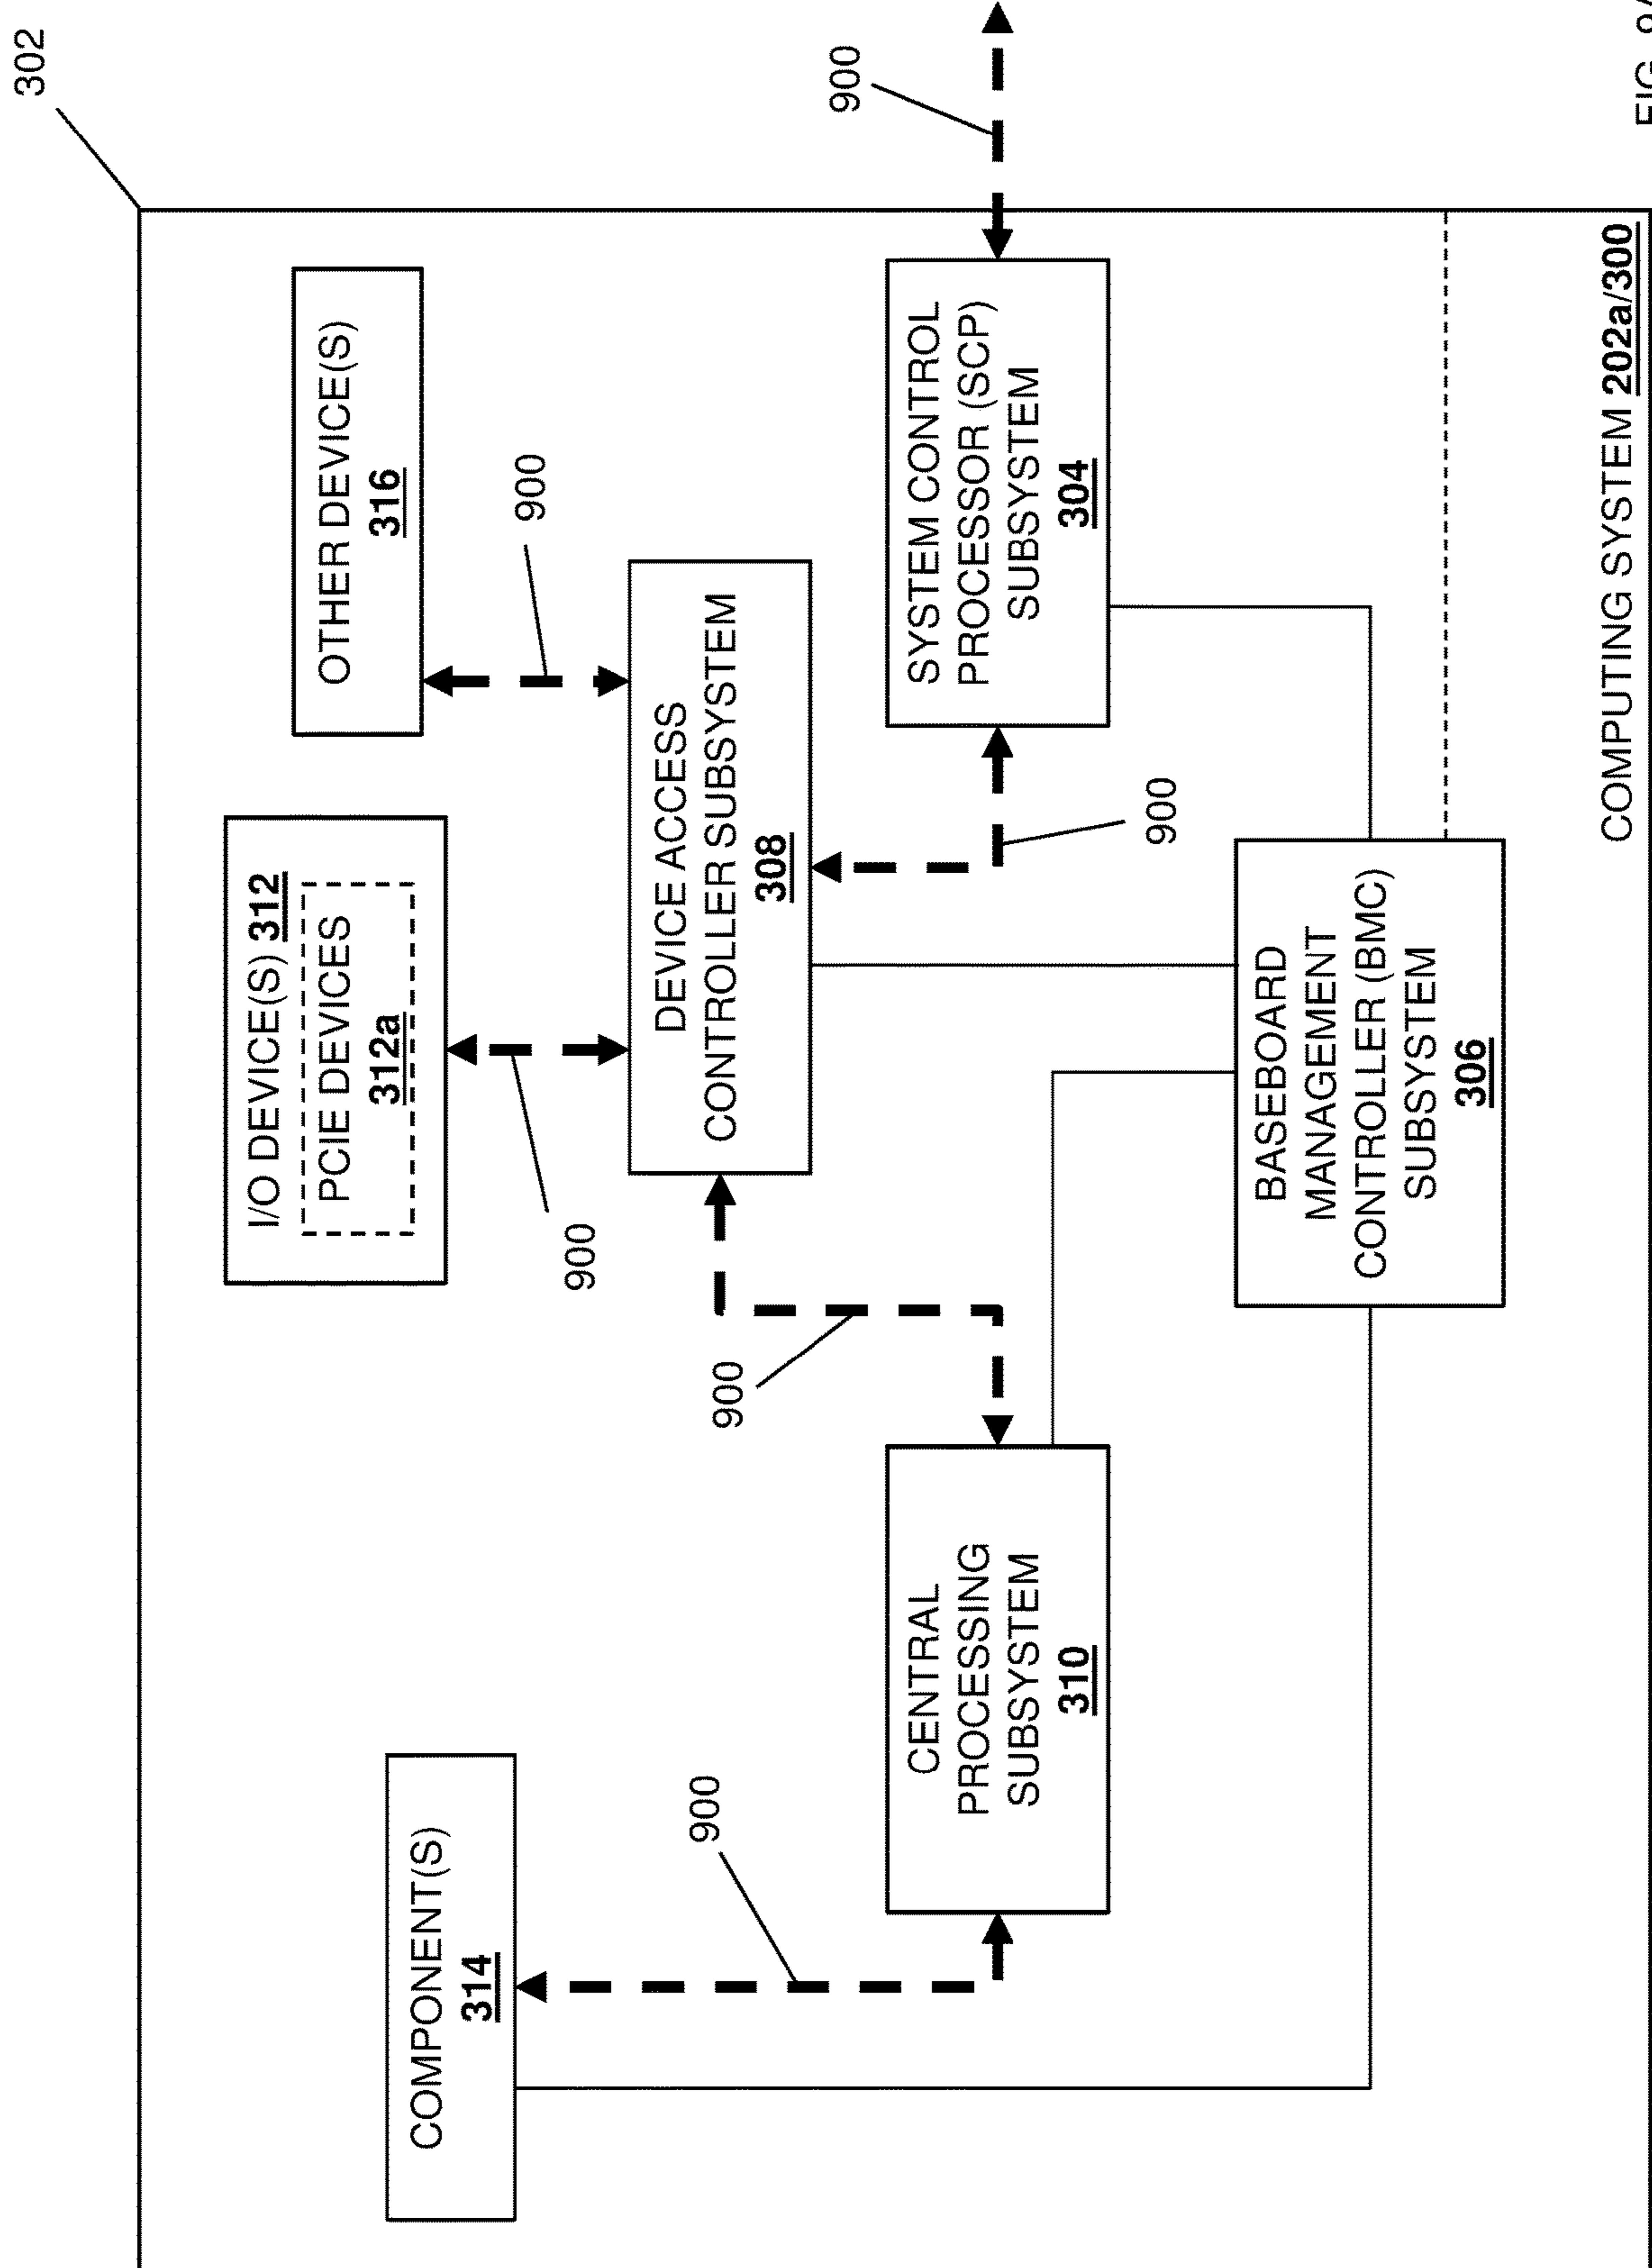 302
I/O DEVICE(S) 312
PCIE DEVICES
312a
OTHER DEVICE(S)
316
COMPONENT(S)
314
900
900
900
900
DEVICE ACCESS
CONTROLLER SUBSYSTEM
308
900
CENTRAL
PROCESSING
SUBSYSTEM
310
SYSTEM CONTROL
PROCESSOR (SCP)
SUBSYSTEM
304
900
BASEBOARD
MANAGEMENT
CONTROLLER (BMC)
SUBSYSTEM
306
COMPUTING SYSTEM 202a/300
FIG.